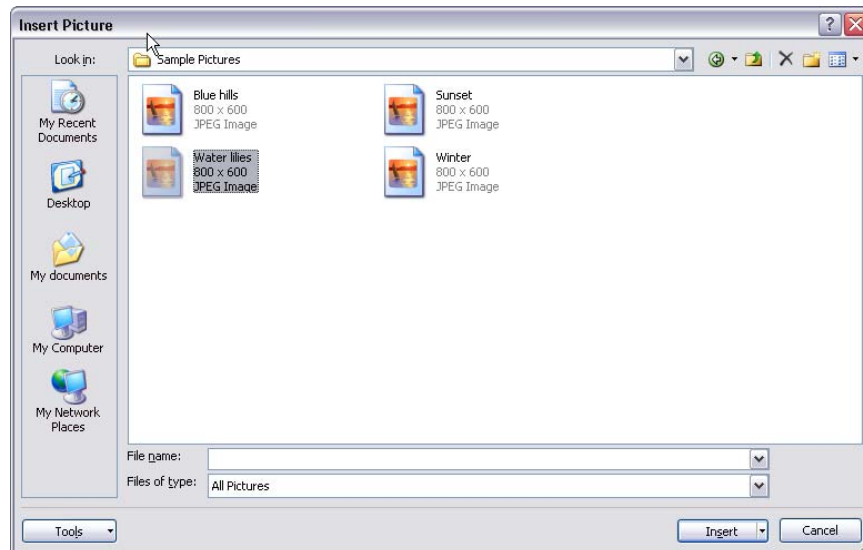 Insert Picture
Look in:
Sample Pictures
My Recent
Documents
Desktop
My documents
My Computer
My Network
Places
Blue hills
800 x 600
JPEG Image
Sunset
800 x 600
JPEG Image
Water lilies
800 x 600
JPEG Image
Winter
800 x 600
JPEG Image
File name:
Files of type:
All Pictures
Tools
Insert
Cancel